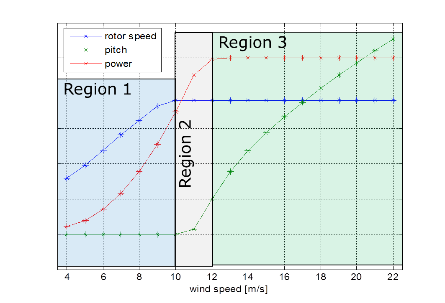 rotor speed
pitch
power
Region 1
Region 2
Region 3
4 6 8 10 12 14 16 18 20 22
wind speed [m/s]